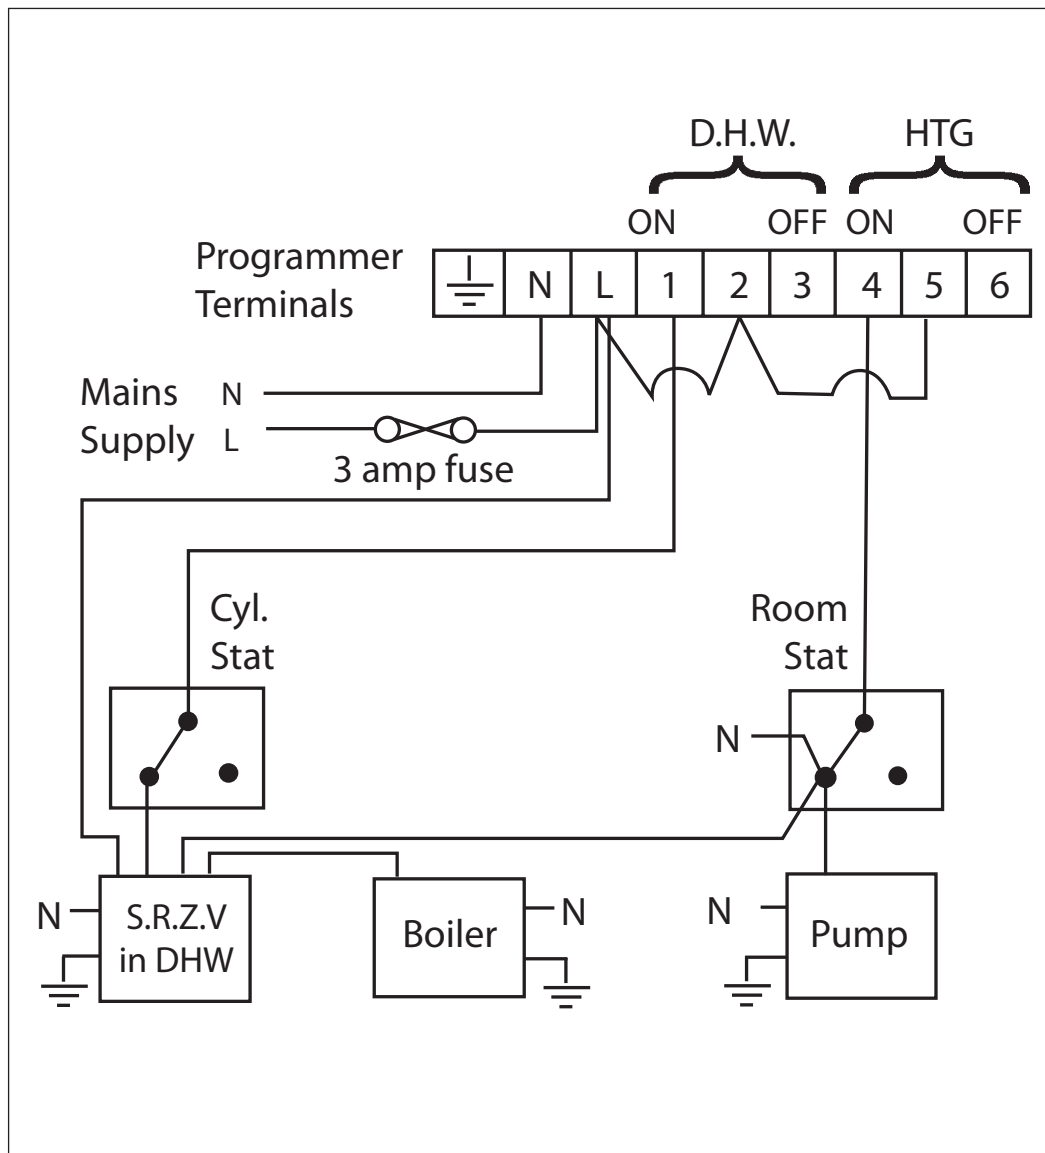 D.H.W. HTG
ON OFF ON OFF
Programmer
Terminals
N L 1 2 3 4 5 6
Mains
Supply
N
L
3 amp fuse
Cyl.
Stat
Room
Stat
N
N
S.R.Z.V
in DHW
Boiler
N
N
Pump